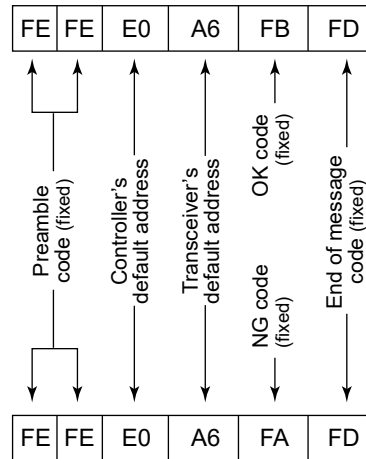 FE FE E0 A6 FB FD
Preamble
code (fixed)
Controller's
default address
Transceiver's
default address
OK code
(fixed)
NG code
(fixed)
End of message
code (fixed)
FE FE E0 A6 FA FD